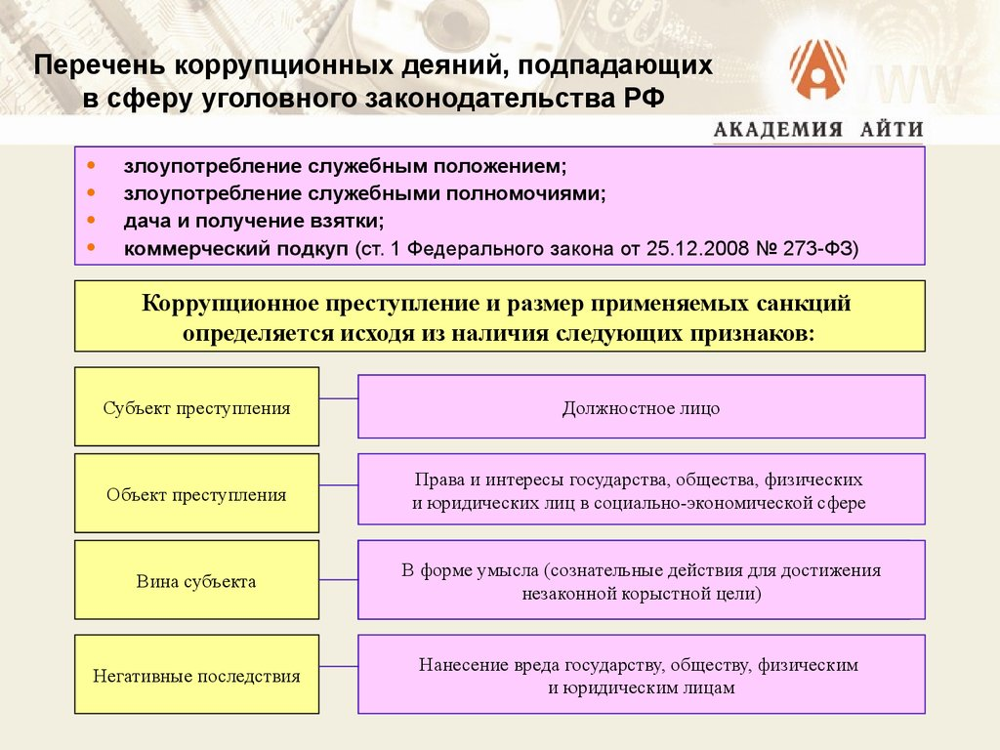 Перечень коррупционных деяний, подпадающих
в сферу уголовного законодательства РФ
WW
АКАДЕМИЯ АЙТИ
• злоупотребление служебным положением;
• злоупотребление служебными полномочиями;
• дача и получение взятки;
• коммерческий подкуп (ст. 1 Федерального закона от 25.12.2008 № 273-ФЗ)
Коррупционное преступление и размер применяемых санкций
определяется исходя из наличия следующих признаков:
Субъект преступления
Должностное лицо
Объект преступления
Права и интересы государства, общества, физических
и юридических лиц в социально-экономической сфере
Вина субъекта
В форме умысла (сознательные действия для достижения
незаконной корыстной цели)
Негативные последствия
Нанесение вреда государству, обществу, физическим
и юридическим лицам